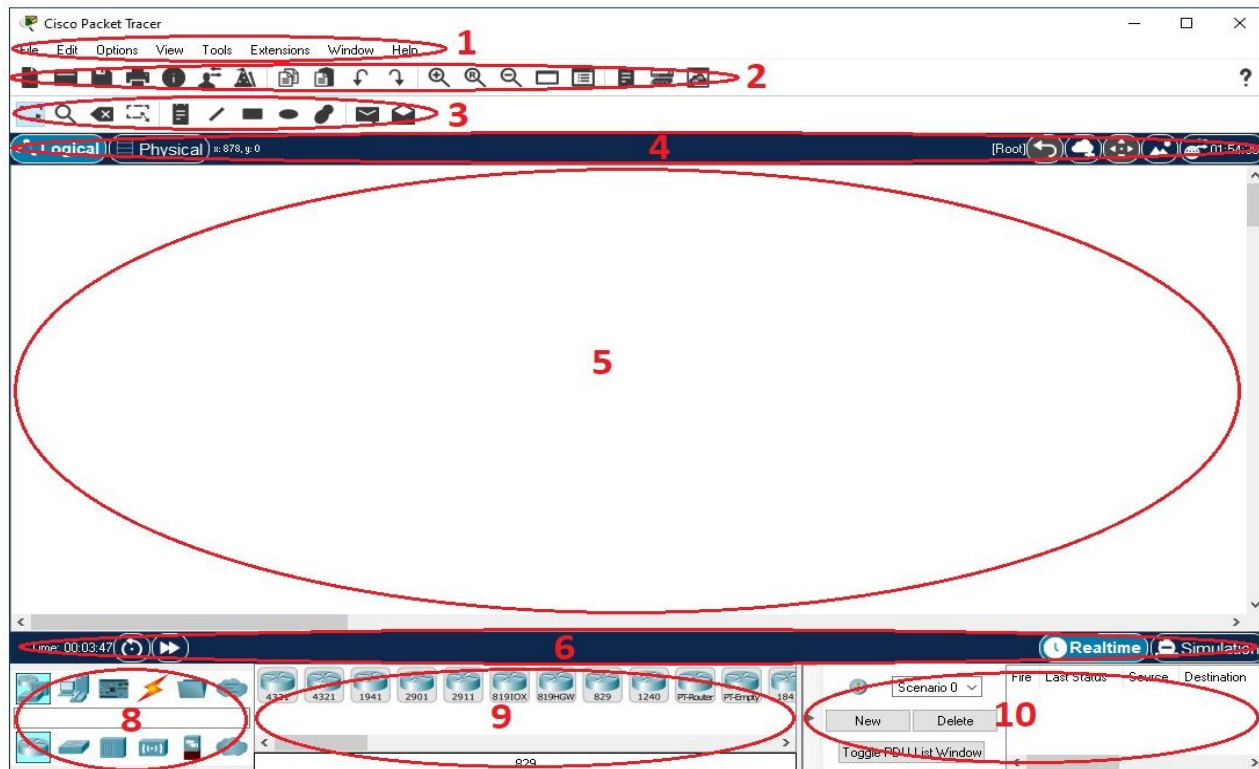 Cisco Packet Tracer
File Edit Options View Tools Extensions Window Help 1
2 ?
3
Logical Physical x: 878, y: 0 4 [Root] 01:54:
5
Time: 00:03:47 6 Realtime Simulation
4331 4321 1941 2901 2911 819IOX 819HGW 829 1240 PT-Router PT-Empty 184
Scenario 0 Fire Last Status Source Destination
8 9 New Delete 10
Toggle PDU List Window
829